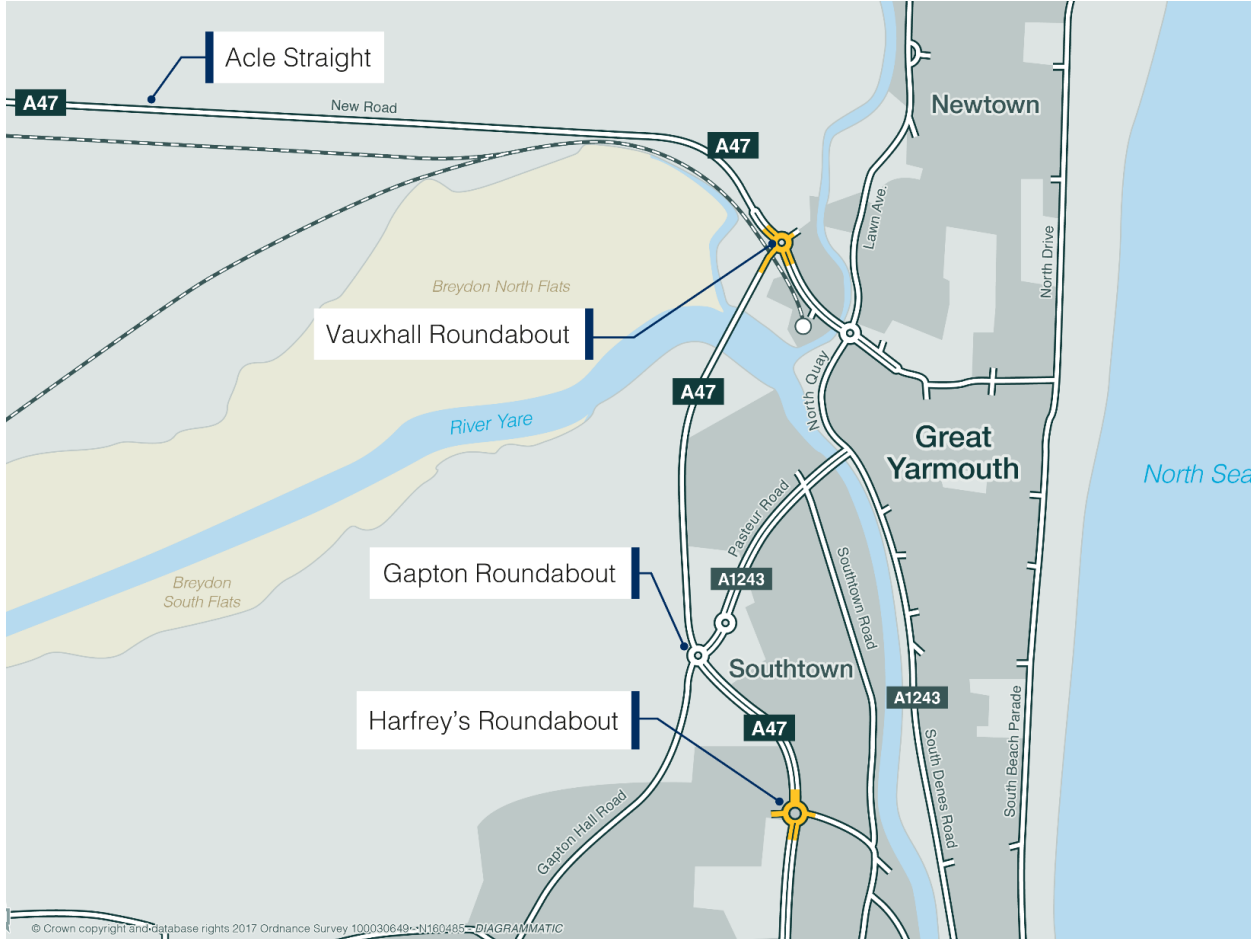 Acle Straight
A47
New Road
Newtown
A47
Lawn Ave.
North Drive
Breydon North Flats
Vauxhall Roundabout
A47
North Quay
River Yare
Great
Yarmouth
North Sea
Pasteur Road
Gapton Roundabout
A1243
Breydon
South Flats
Southtown Road
Southtown
A1243
Harfrey's Roundabout
A47
South Beach Parade
South Denes Road
Gapton Hall Road
© Crown copyright and database rights 2017 Ordnance Survey 100030649 - N160485 - DIAGRAMMATIC